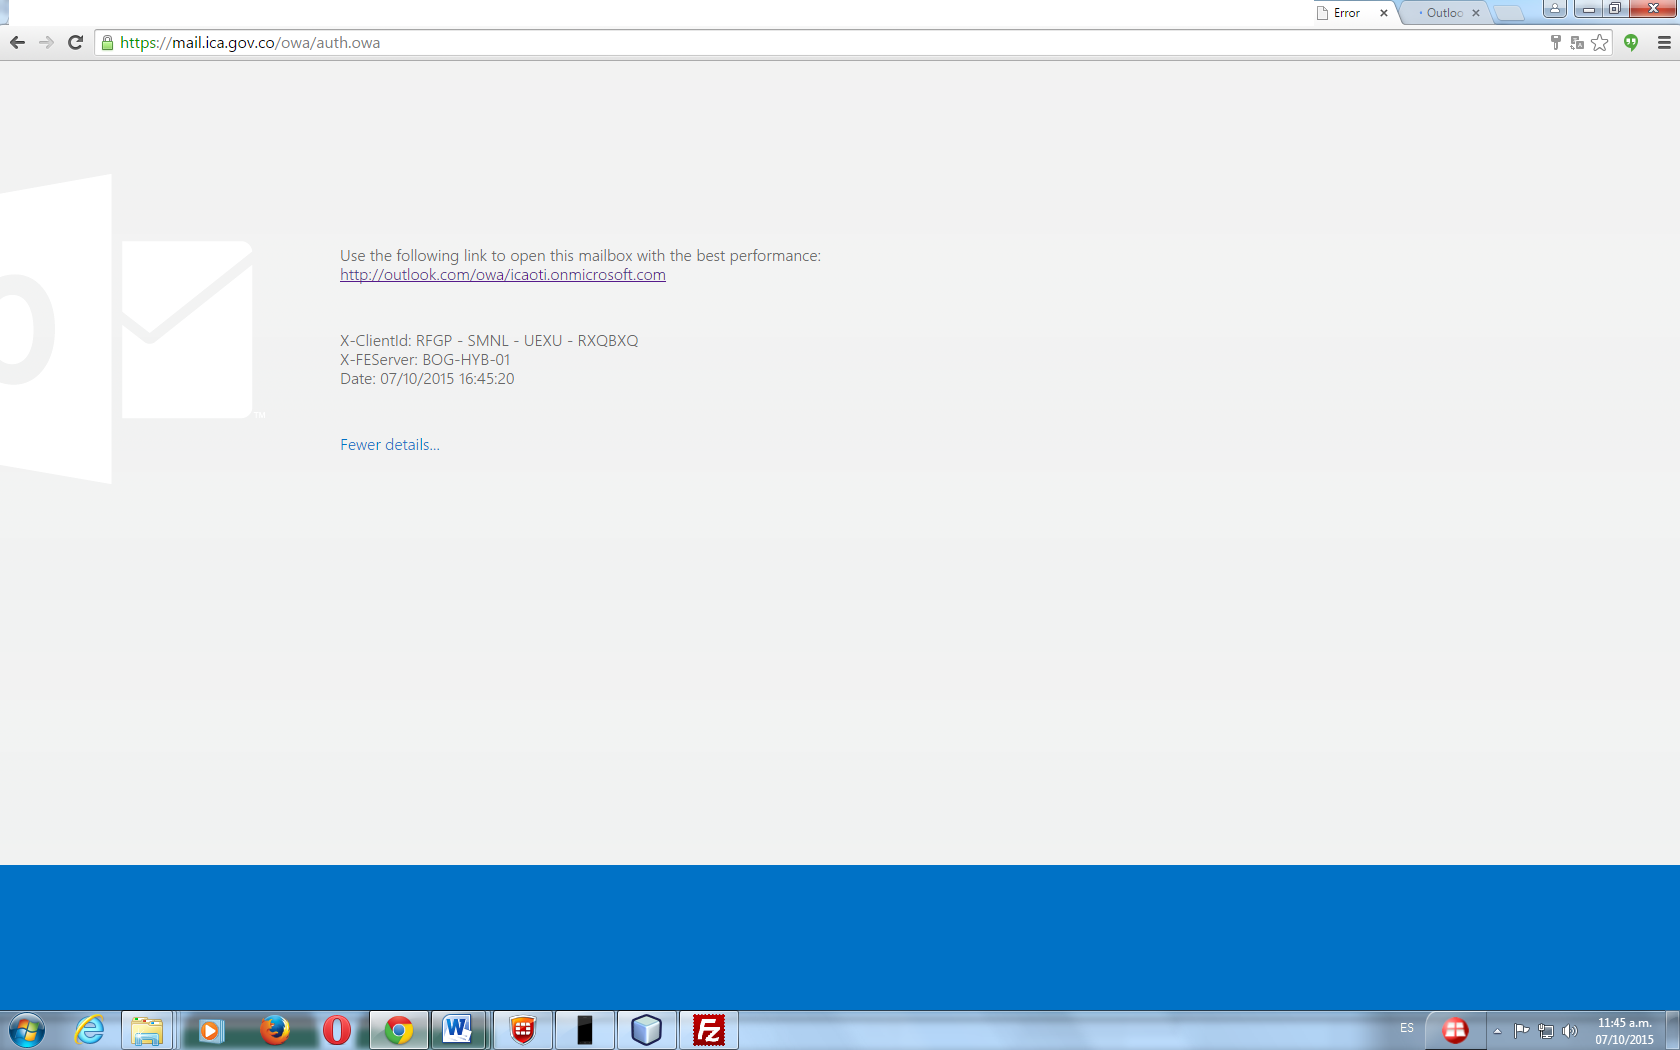 Error
Outloo
https://mail.ica.gov.co/owa/auth.owa
Use the following link to open this mailbox with the best performance:
http://outlook.com/owa/icaoti.onmicrosoft.com
X-ClientId: RFGP - SMNL - UEXU - RXQBXQ
X-FEServer: BOG-HYB-01
Date: 07/10/2015 16:45:20
Fewer details...
TM
ES
11:45 a.m.
07/10/2015